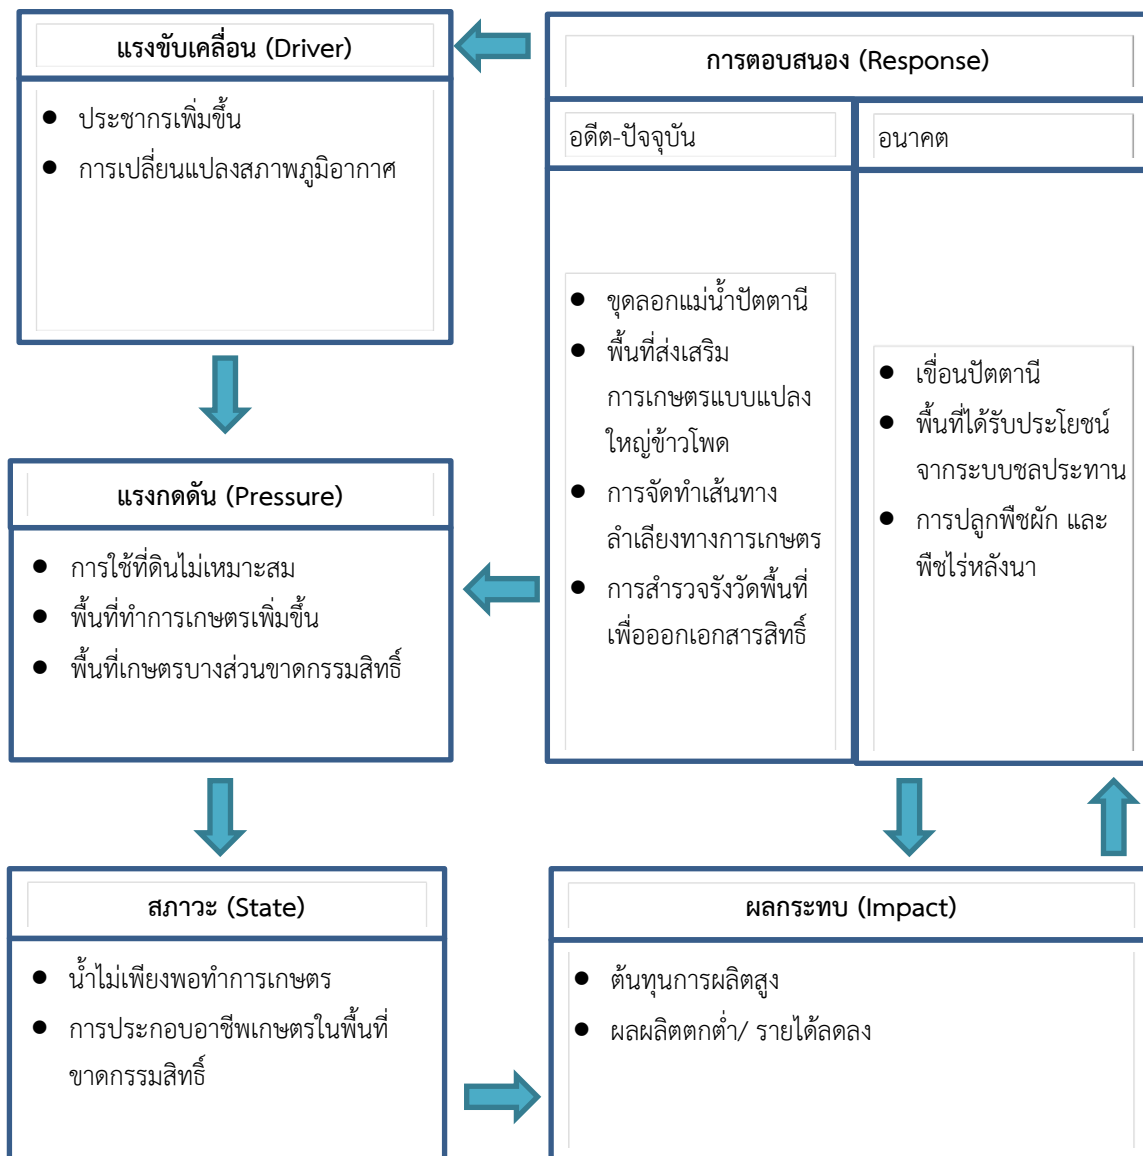 แรงขับเคลื่อน (Driver)
● ประชากรเพิ่มขึ้น
● การเปลี่ยนแปลงสภาพภูมิอากาศ
การตอบสนอง (Response)
อดีต-ปัจจุบัน
● ขุดลอกแม่น้ำปัตตานี
● พื้นที่ส่งเสริม
การเกษตรแบบแปลง
ใหญ่ข้าวโพด
● การจัดทำเส้นทาง
ลำเลียงทางการเกษตร
● การสำรวจรังวัดพื้นที่
เพื่อออกเอกสารสิทธิ์
อนาคต
● เขื่อนปัตตานี
● พื้นที่ได้รับประโยชน์
จากระบบชลประทาน
● การปลูกพืชผัก และ
พืชไร่หลังนา
แรงกดดัน (Pressure)
● การใช้ที่ดินไม่เหมาะสม
● พื้นที่ทำการเกษตรเพิ่มขึ้น
● พื้นที่เกษตรบางส่วนขาดกรรมสิทธิ์
สภาวะ (State)
● น้ำไม่เพียงพอทำการเกษตร
● การประกอบอาชีพเกษตรในพื้นที่
ขาดกรรมสิทธิ์
ผลกระทบ (Impact)
● ต้นทุนการผลิตสูง
● ผลผลิตตกต่ำ/ รายได้ลดลง